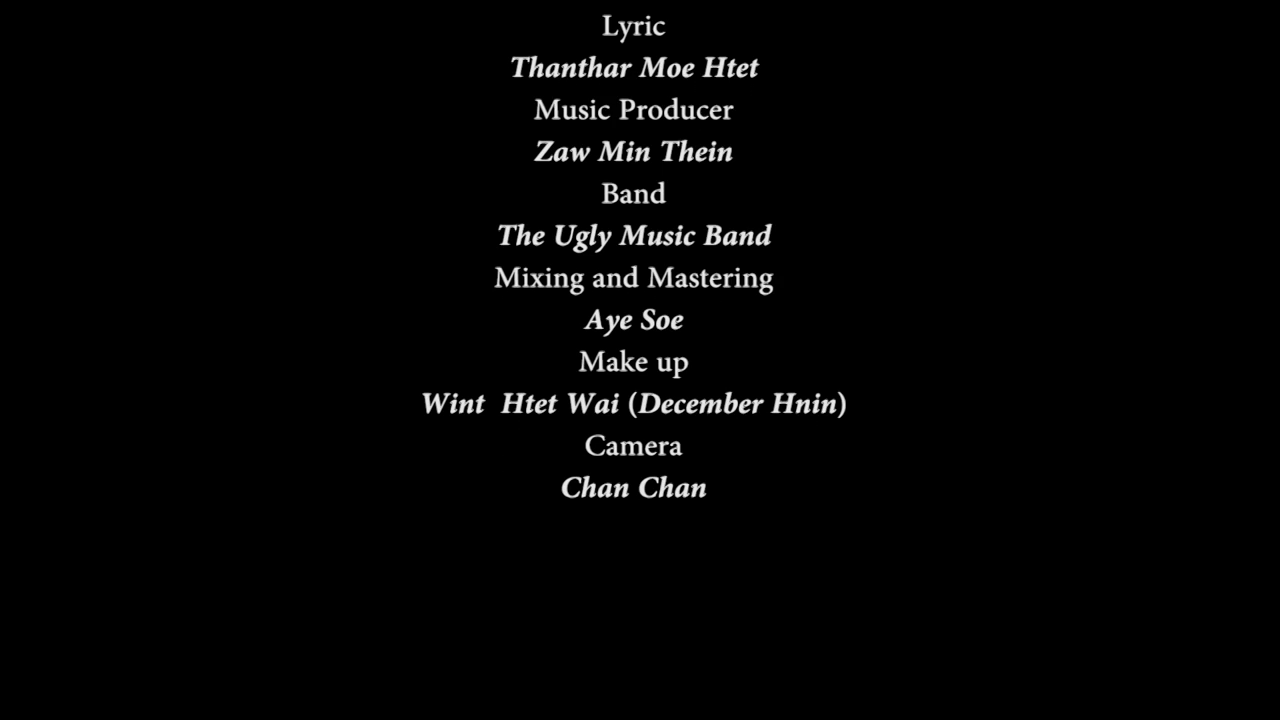 Lyric
Thanthar Moe Htet
Music Producer
Zaw Min Thein
Band
The Ugly Music Band
Mixing and Mastering
Aye Soe
Make up
Wint  Htet Wai (December Hnin)
Camera
Chan Chan